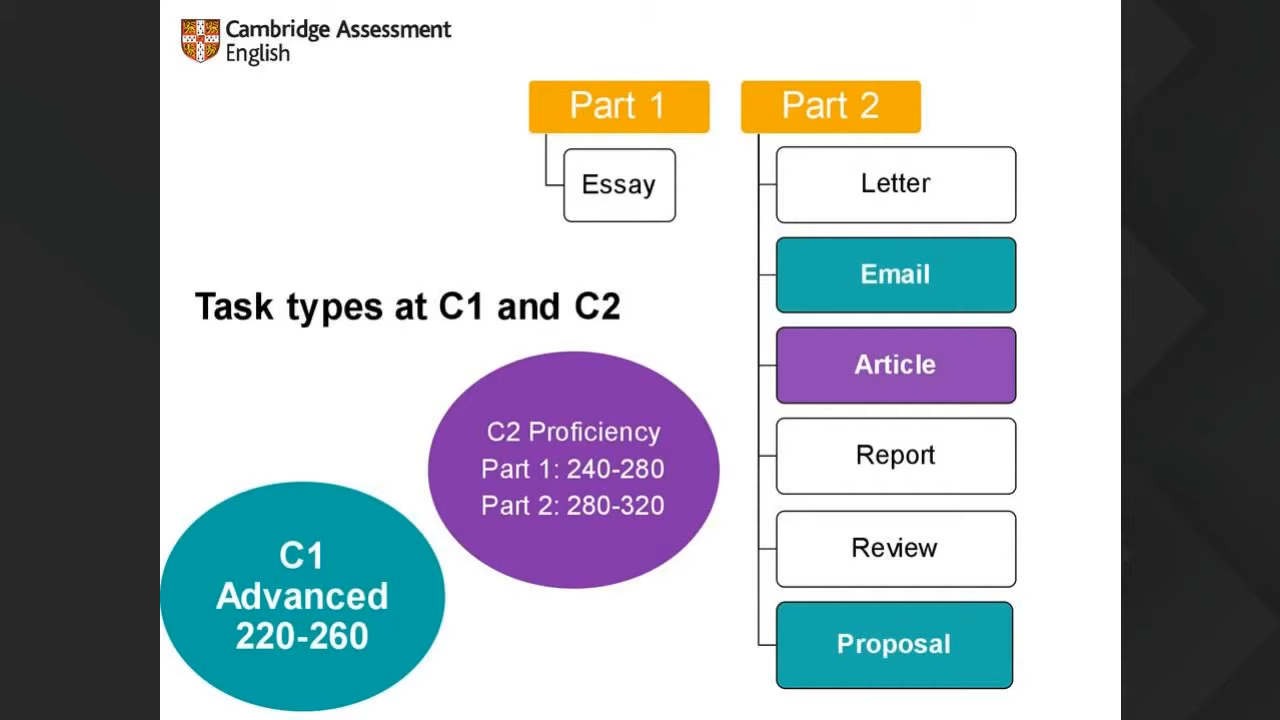 Cambridge Assessment
English
Part 1
Part 2
Essay
Letter
Email
Task types at C1 and C2
Article
C2 Proficiency
Part 1: 240-280
Part 2: 280-320
Report
C1
Advanced
220-260
Review
Proposal